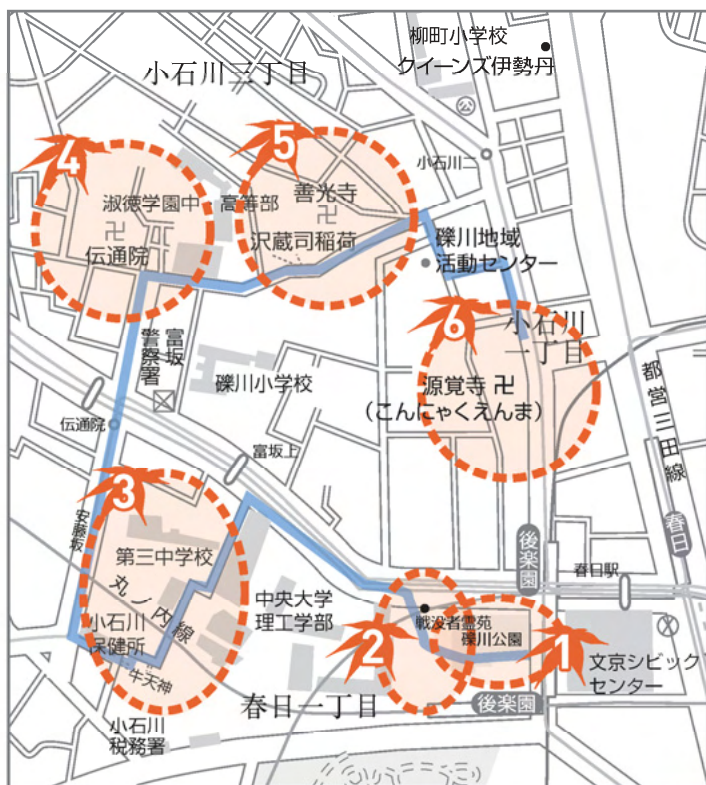 柳町小学校
クイーンズ伊勢丹
小石川三丁目
公
小石川二
5
4
善光寺
淑徳学園中
高等部
卍
卍
沢蔵司稲荷
伝通院
礫川地域
活動センター
6
小石川
一丁目
富坂
警察署
礫川小学校
源覚寺 卍
(こんにゃくえんま)
都営三田線
伝通院
富坂上
3
安藤坂
第三中学校
丸ノ内線
後楽園
春日
春日駅
中央大学
理工学部
小石川
保健所
戦没者霊苑
礫川公園
2
1
牛天神
文京シビック
センター
春日一丁目
後楽園
小石川
税務署